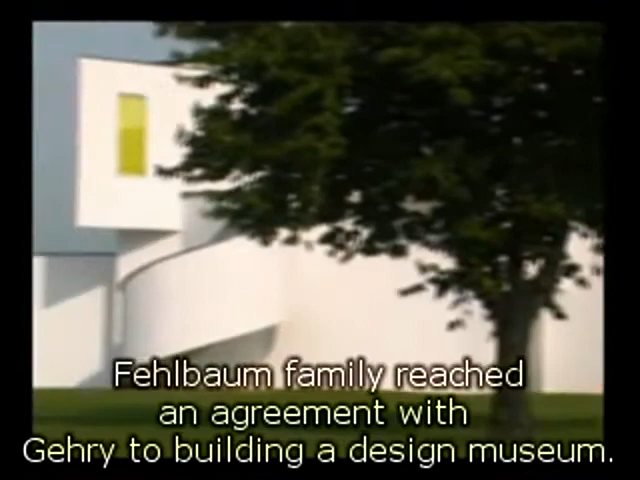 Fehlbaum family reached
an agreement with
Gehry to building a design museum.